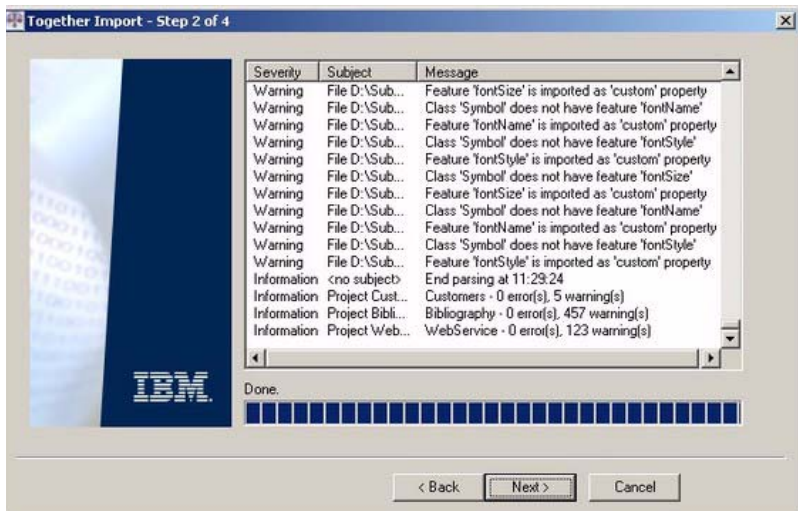 Together Import - Step 2 of 4
Severity Subject Message
Warning File D:\Sub... Feature 'fontSize' is imported as 'custom' property
Warning File D:\Sub... Class 'Symbol' does not have feature 'fontName'
Warning File D:\Sub... Feature 'fontName' is imported as 'custom' property
Warning File D:\Sub... Class 'Symbol' does not have feature 'fontStyle'
Warning File D:\Sub... Feature 'fontStyle' is imported as 'custom' property
Warning File D:\Sub... Class 'Symbol' does not have feature 'fontSize'
Warning File D:\Sub... Feature 'fontSize' is imported as 'custom' property
Warning File D:\Sub... Class 'Symbol' does not have feature 'fontName'
Warning File D:\Sub... Feature 'fontName' is imported as 'custom' property
Warning File D:\Sub... Class 'Symbol' does not have feature 'fontStyle'
Warning File D:\Sub... Feature 'fontStyle' is imported as 'custom' property
Information <no subject> End parsing at 11:29:24
Information Project Cust... Customers - 0 error(s), 5 warning(s)
Information Project Bibli... Bibliography - 0 error(s), 457 warning(s)
Information Project Web... WebService - 0 error(s), 123 warning(s)
IBM.
Done.
< Back Next > Cancel